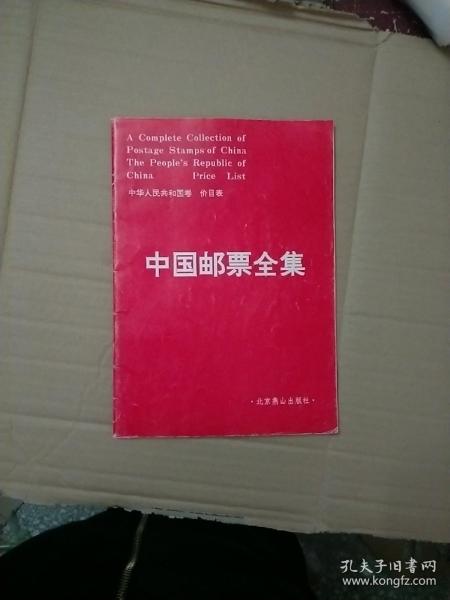 A Complete Collection of
Postage Stamps of China
The People's Republic of
China Price List
中华人民共和国卷 价目表
中国邮票全集
·北京燕山出版社·
孔夫子旧书网
www.kongfz.com